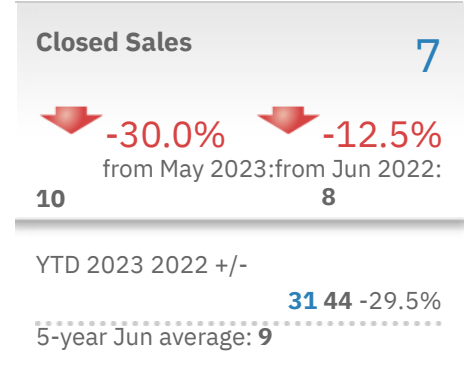 Closed Sales 7
-30.0% -12.5%
from May 2023:from Jun 2022:
10 8
YTD 2023 2022 +/-
31 44 -29.5%
5-year Jun average: 9